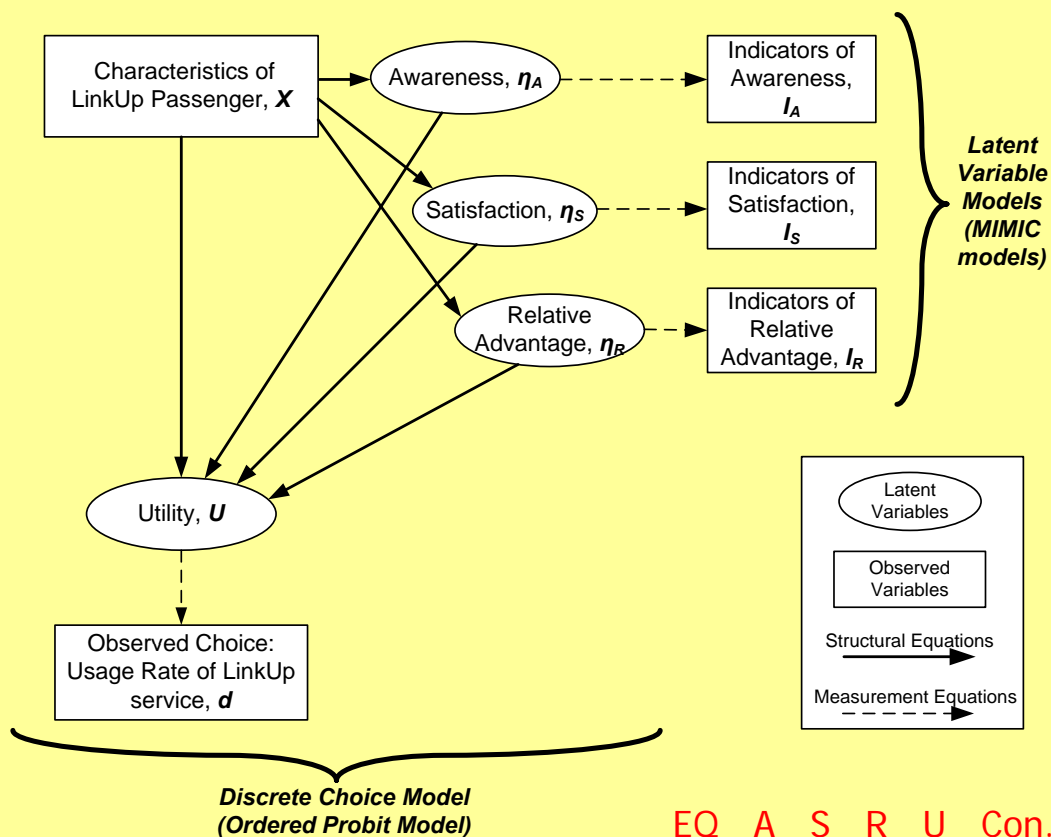 Characteristics of
LinkUp Passenger, X
Awareness, ηA
Indicators of
Awareness,
IA
Satisfaction, ηS
Indicators of
Satisfaction,
IS
Relative
Advantage, ηR
Indicators of
Relative
Advantage, IR
Latent
Variable
Models
(MIMIC
models)
Utility, U
Observed Choice:
Usage Rate of LinkUp
service, d
Latent
Variables
Observed
Variables
Structural Equations
Measurement Equations
Discrete Choice Model
(Ordered Probit Model)
EQ A S R U Con.